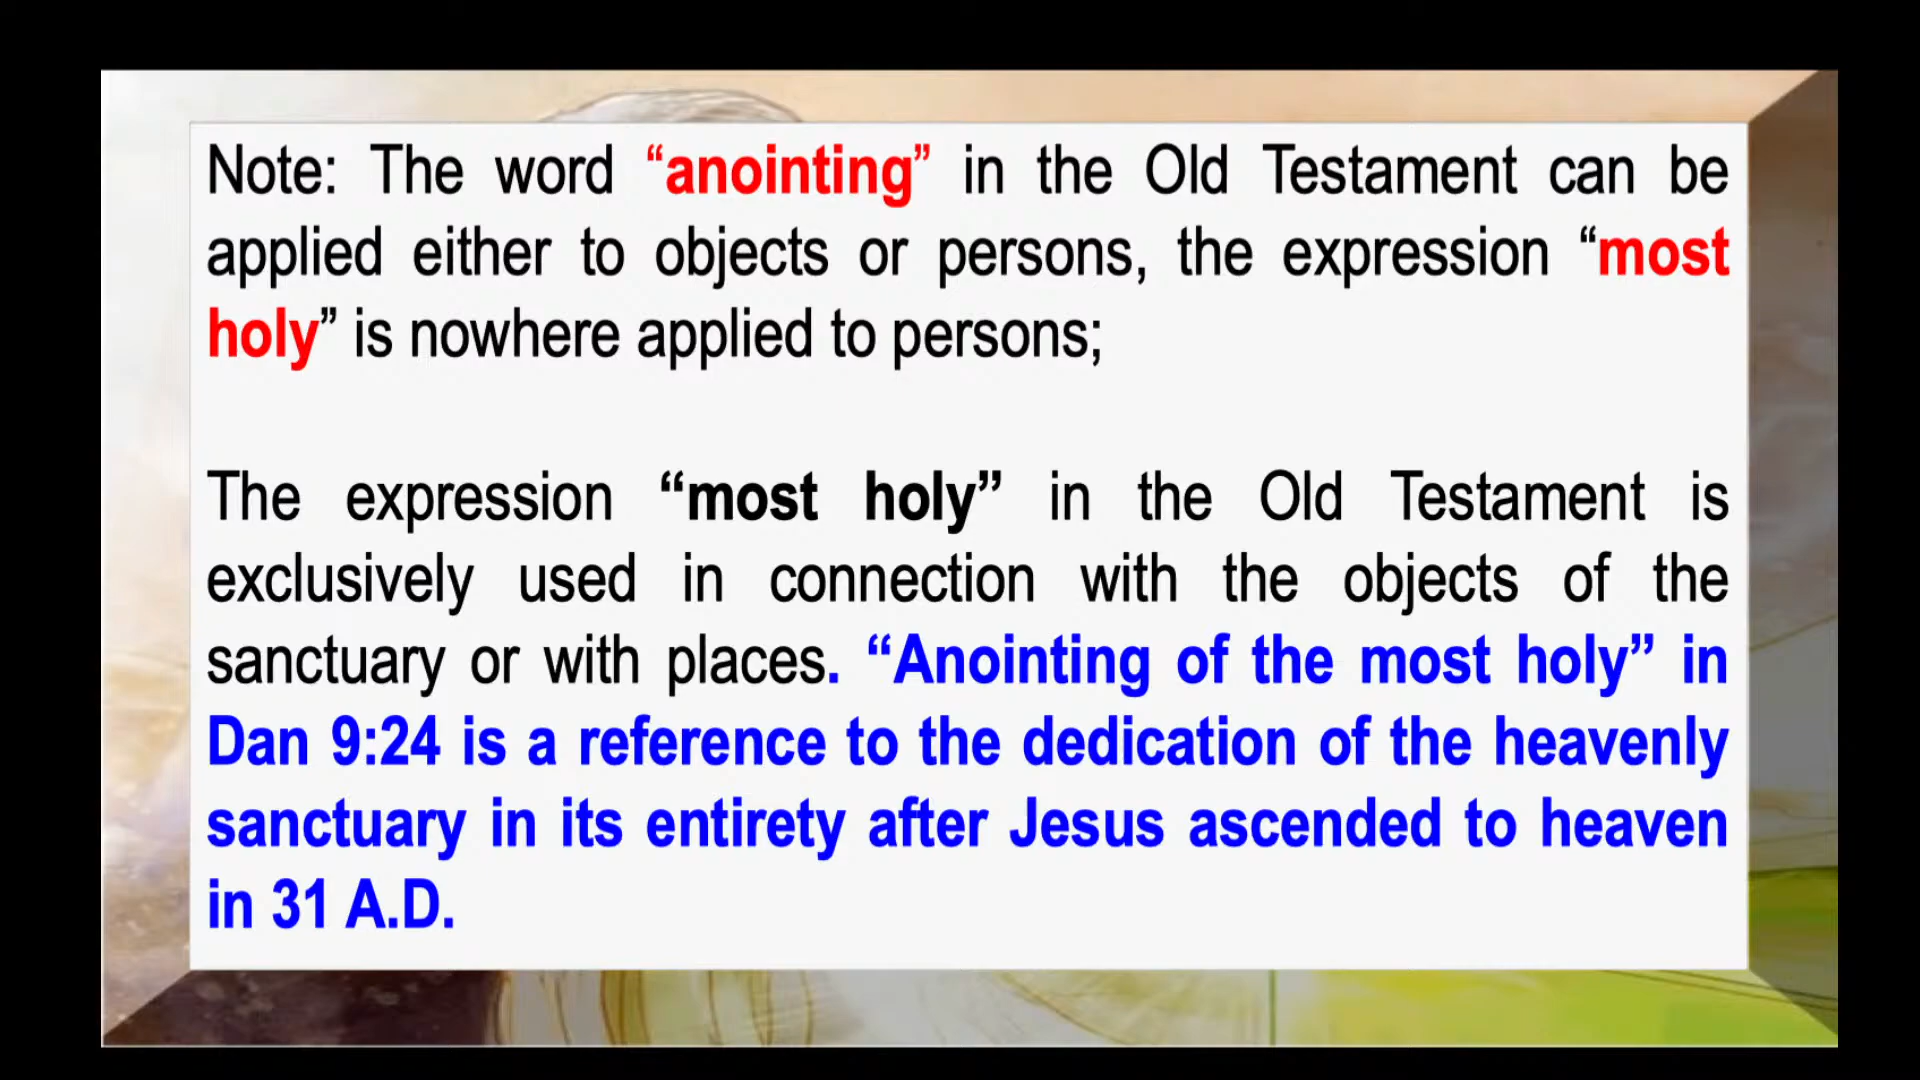 Note: The word “anointing” in the Old Testament can be
applied either to objects or persons, the expression “most
holy” is nowhere applied to persons;
The expression “most holy” in the Old Testament is
exclusively used in connection with the objects of the
sanctuary or with places. “Anointing of the most holy” in
Dan 9:24 is a reference to the dedication of the heavenly
sanctuary in its entirety after Jesus ascended to heaven
in 31 A.D.